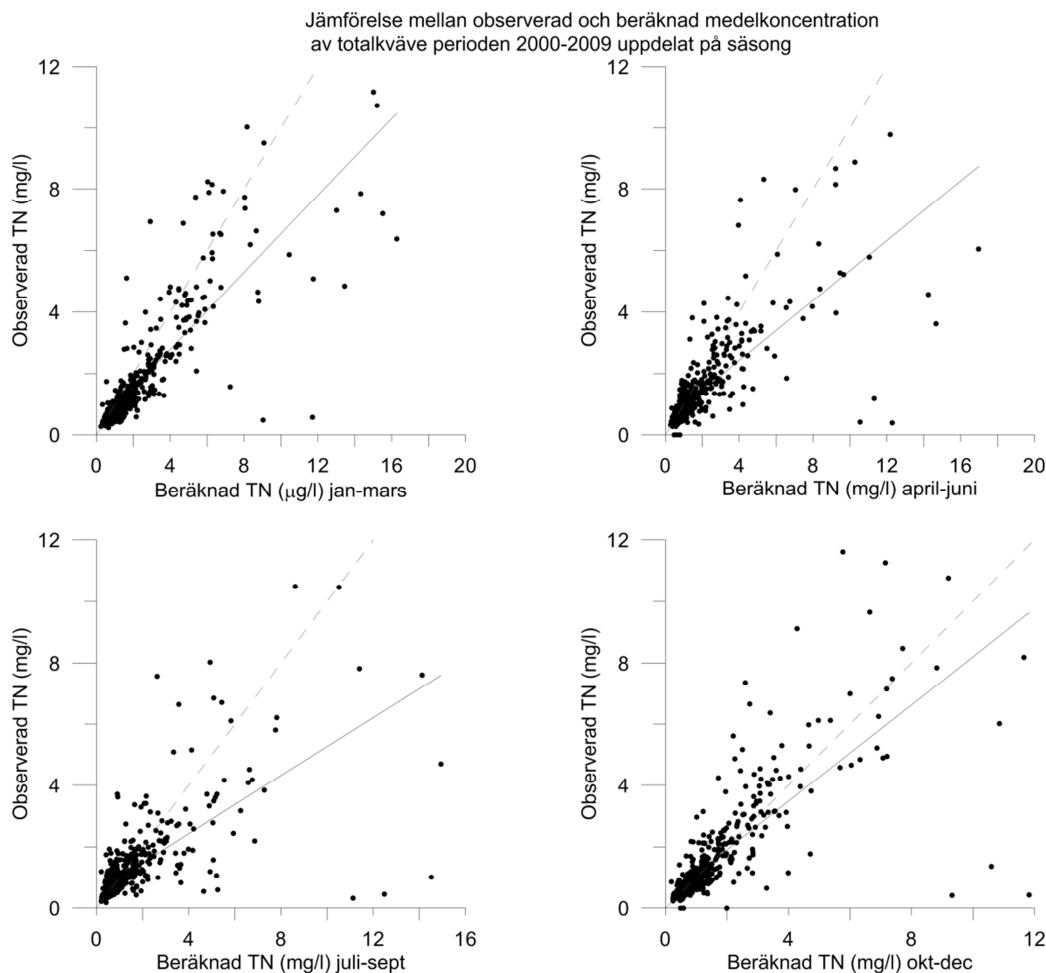 Jämförelse mellan observerad och beräknad medelkoncentration
av totalkväve perioden 2000-2009 uppdelat på säsong
12
8
4
0
Observerad TN (mg/l)
0 4 8 12 16 20
Beräknad TN (μg/l) jan-mars
12
8
4
0
Observerad TN (mg/l)
0 4 8 12 16 20
Beräknad TN (mg/l) april-juni
12
8
4
0
Observerad TN (mg/l)
0 4 8 12 16
Beräknad TN (mg/l) juli-sept
12
8
4
0
Observerad TN (mg/l)
0 4 8 12
Beräknad TN (mg/l) okt-dec